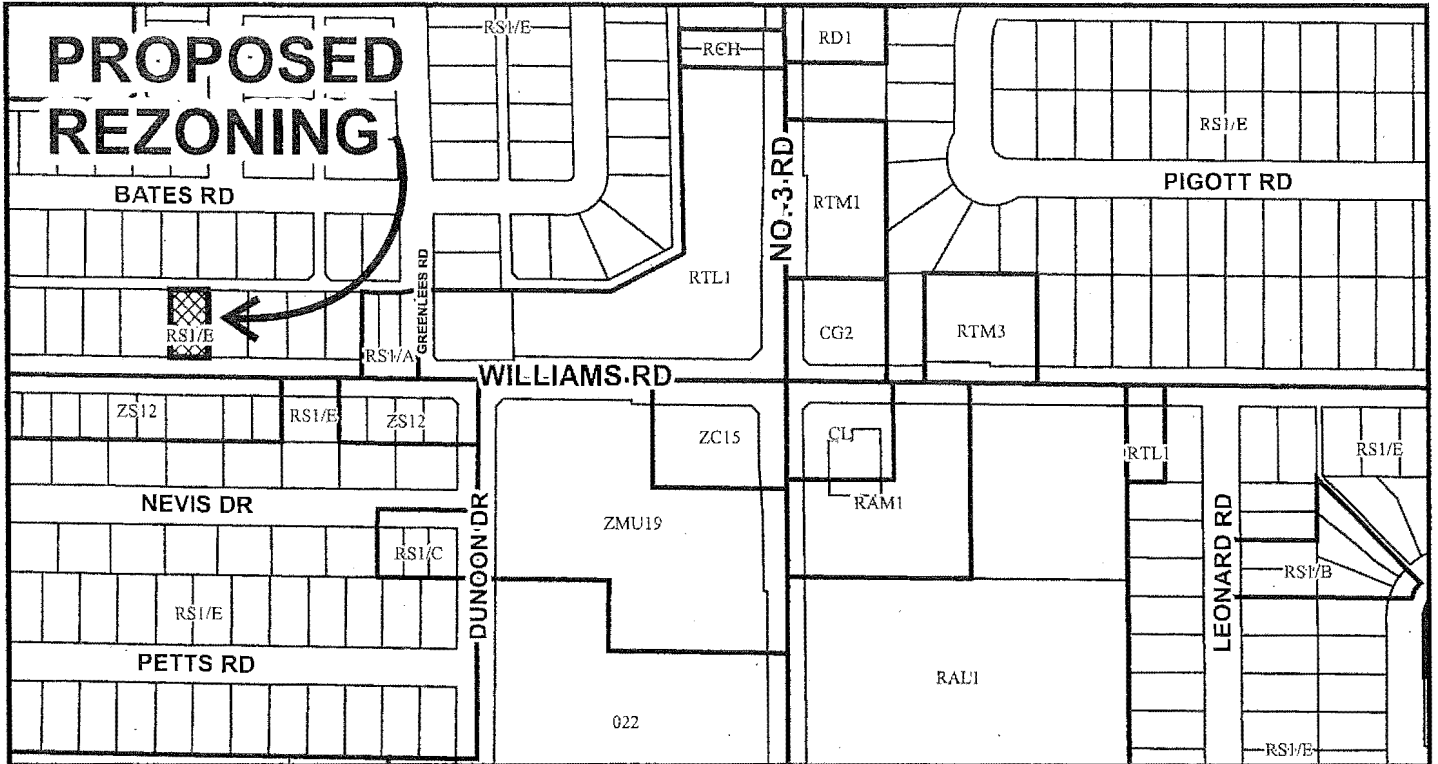 PROPOSED
REZONING
RS1/E
RCH
RD1
RS1/E
BATES RD
NO. 3 RD
RTM1
PIGOTT RD
GREENLEES RD
RTL1
RS1/E
RS1/A
CG2
RTM3
WILLIAMS RD
ZS12
RS1/E
ZS12
ZC15
CL
RTL1
RS1/E
NEVIS DR
DUNOON DR
ZMU19
RAM1
LEONARD RD
RS1/C
RS1/B
RS1/E
PETTS RD
RAL1
022
RS1/E